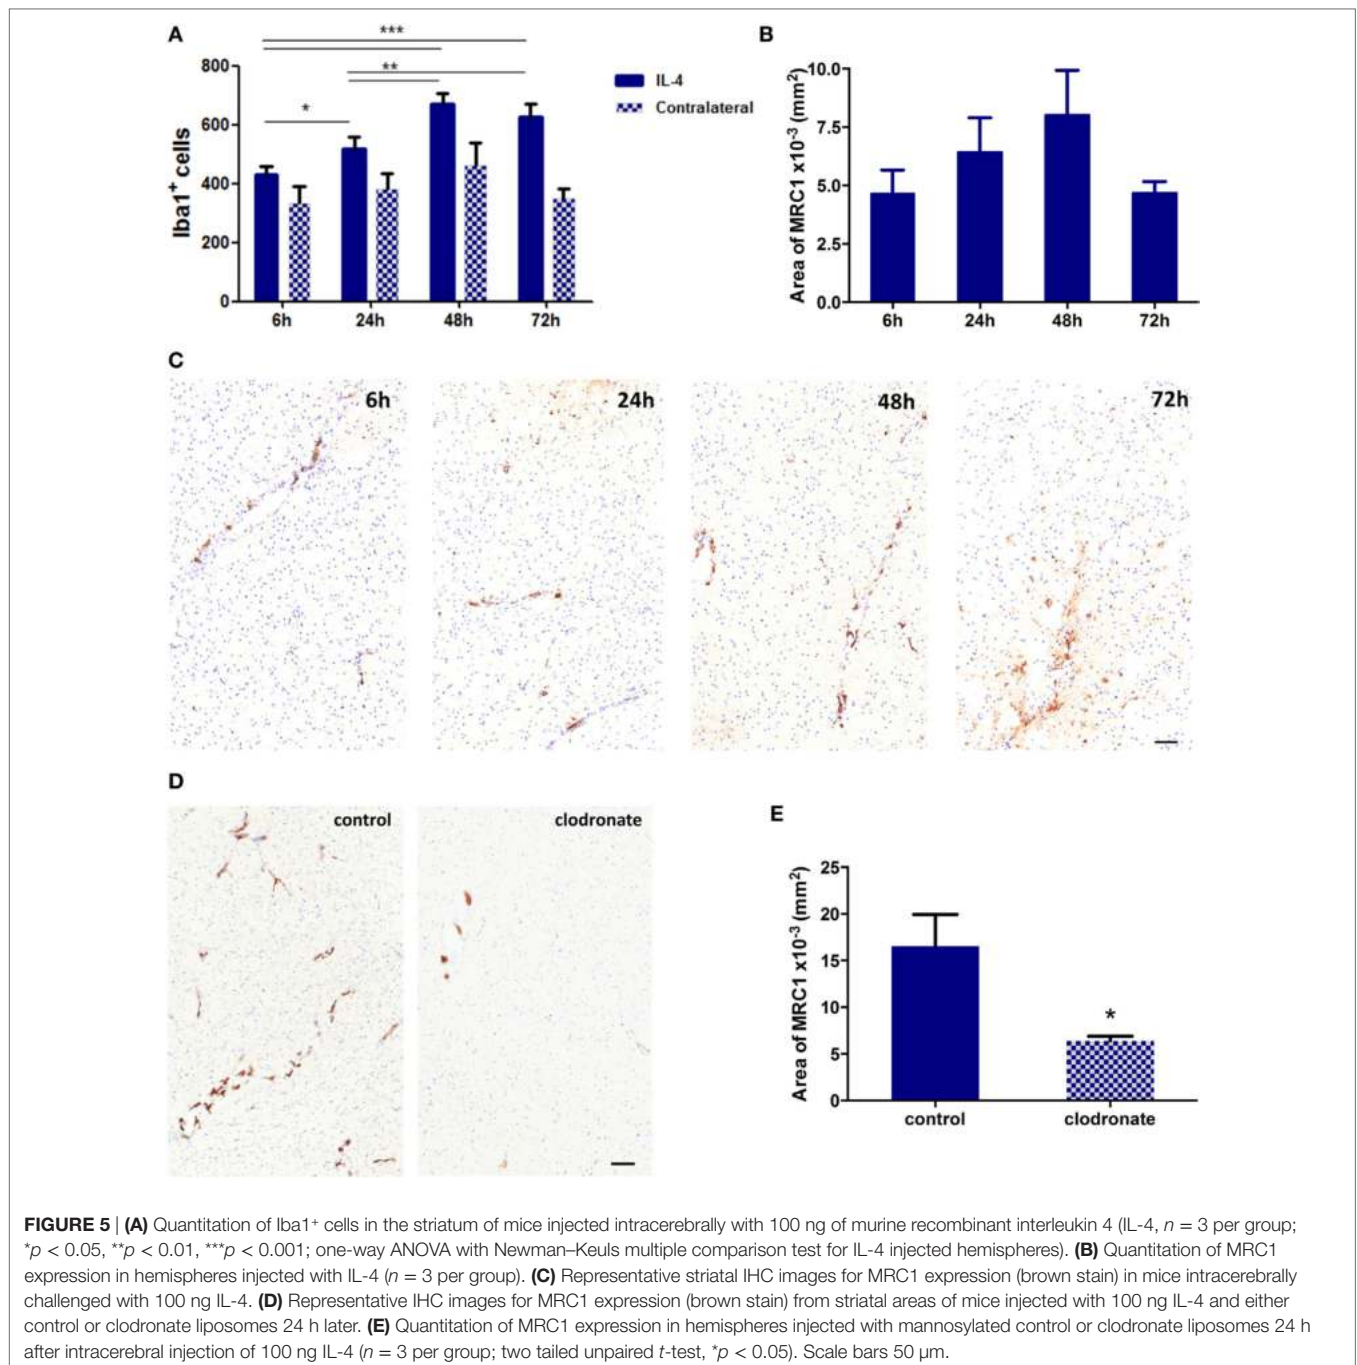 A
***
**
*
800
600
400
200
0
Iba1⁺ cells
6h 24h 48h 72h
IL-4
Contralateral
B
10.0
7.5
5.0
2.5
0.0
Area of MRC1 x10⁻³ (mm²)
6h 24h 48h 72h
C
6h 24h 48h 72h
D
control clodronate
E
25
20
15
10
5
0
Area of MRC1 x10⁻³ (mm²)
*
control clodronate
FIGURE 5 | (A) Quantitation of Iba1⁺ cells in the striatum of mice injected intracerebrally with 100 ng of murine recombinant interleukin 4 (IL-4, n = 3 per group;
*p < 0.05, **p < 0.01, ***p < 0.001; one-way ANOVA with Newman–Keuls multiple comparison test for IL-4 injected hemispheres). (B) Quantitation of MRC1
expression in hemispheres injected with IL-4 (n = 3 per group). (C) Representative striatal IHC images for MRC1 expression (brown stain) in mice intracerebrally
challenged with 100 ng IL-4. (D) Representative IHC images for MRC1 expression (brown stain) from striatal areas of mice injected with 100 ng IL-4 and either
control or clodronate liposomes 24 h later. (E) Quantitation of MRC1 expression in hemispheres injected with mannosylated control or clodronate liposomes 24 h
after intracerebral injection of 100 ng IL-4 (n = 3 per group; two tailed unpaired t-test, *p < 0.05). Scale bars 50 µm.